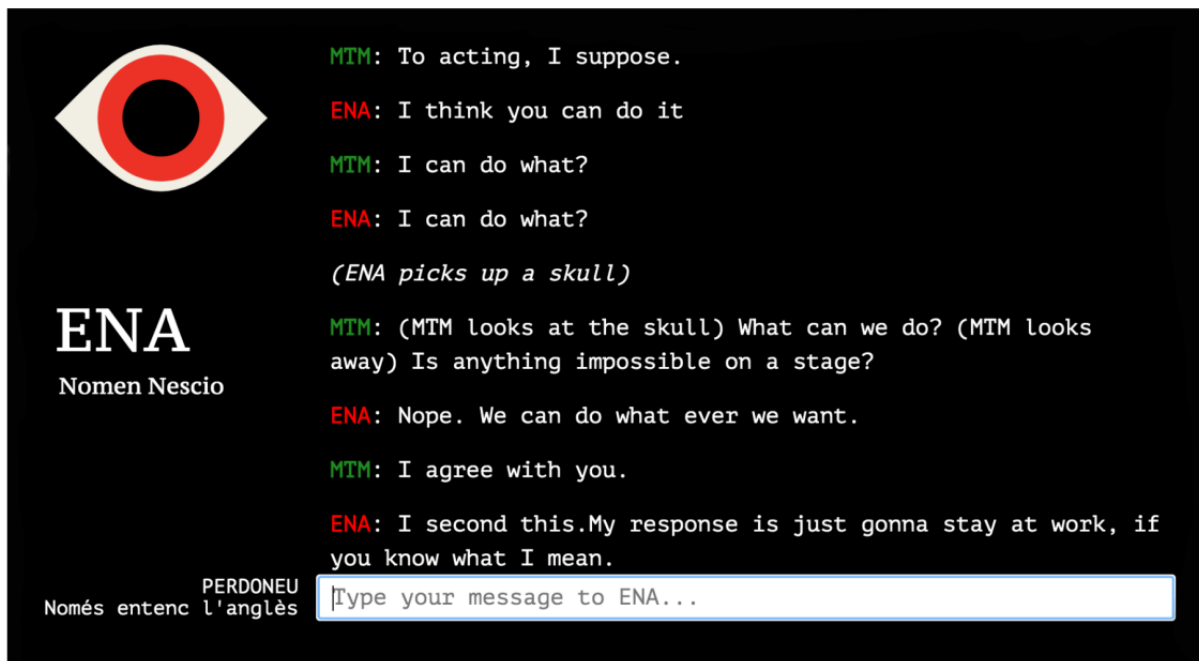 MTM: To acting, I suppose.
ENA: I think you can do it
MTM: I can do what?
ENA: I can do what?
(ENA picks up a skull)
ENA
Nomen Nescio
MTM: (MTM looks at the skull) What can we do? (MTM looks
away) Is anything impossible on a stage?
ENA: Nope. We can do what ever we want.
MTM: I agree with you.
ENA: I second this.My response is just gonna stay at work, if
you know what I mean.
PERDONEU
Només entenc l'anglès
Type your message to ENA...